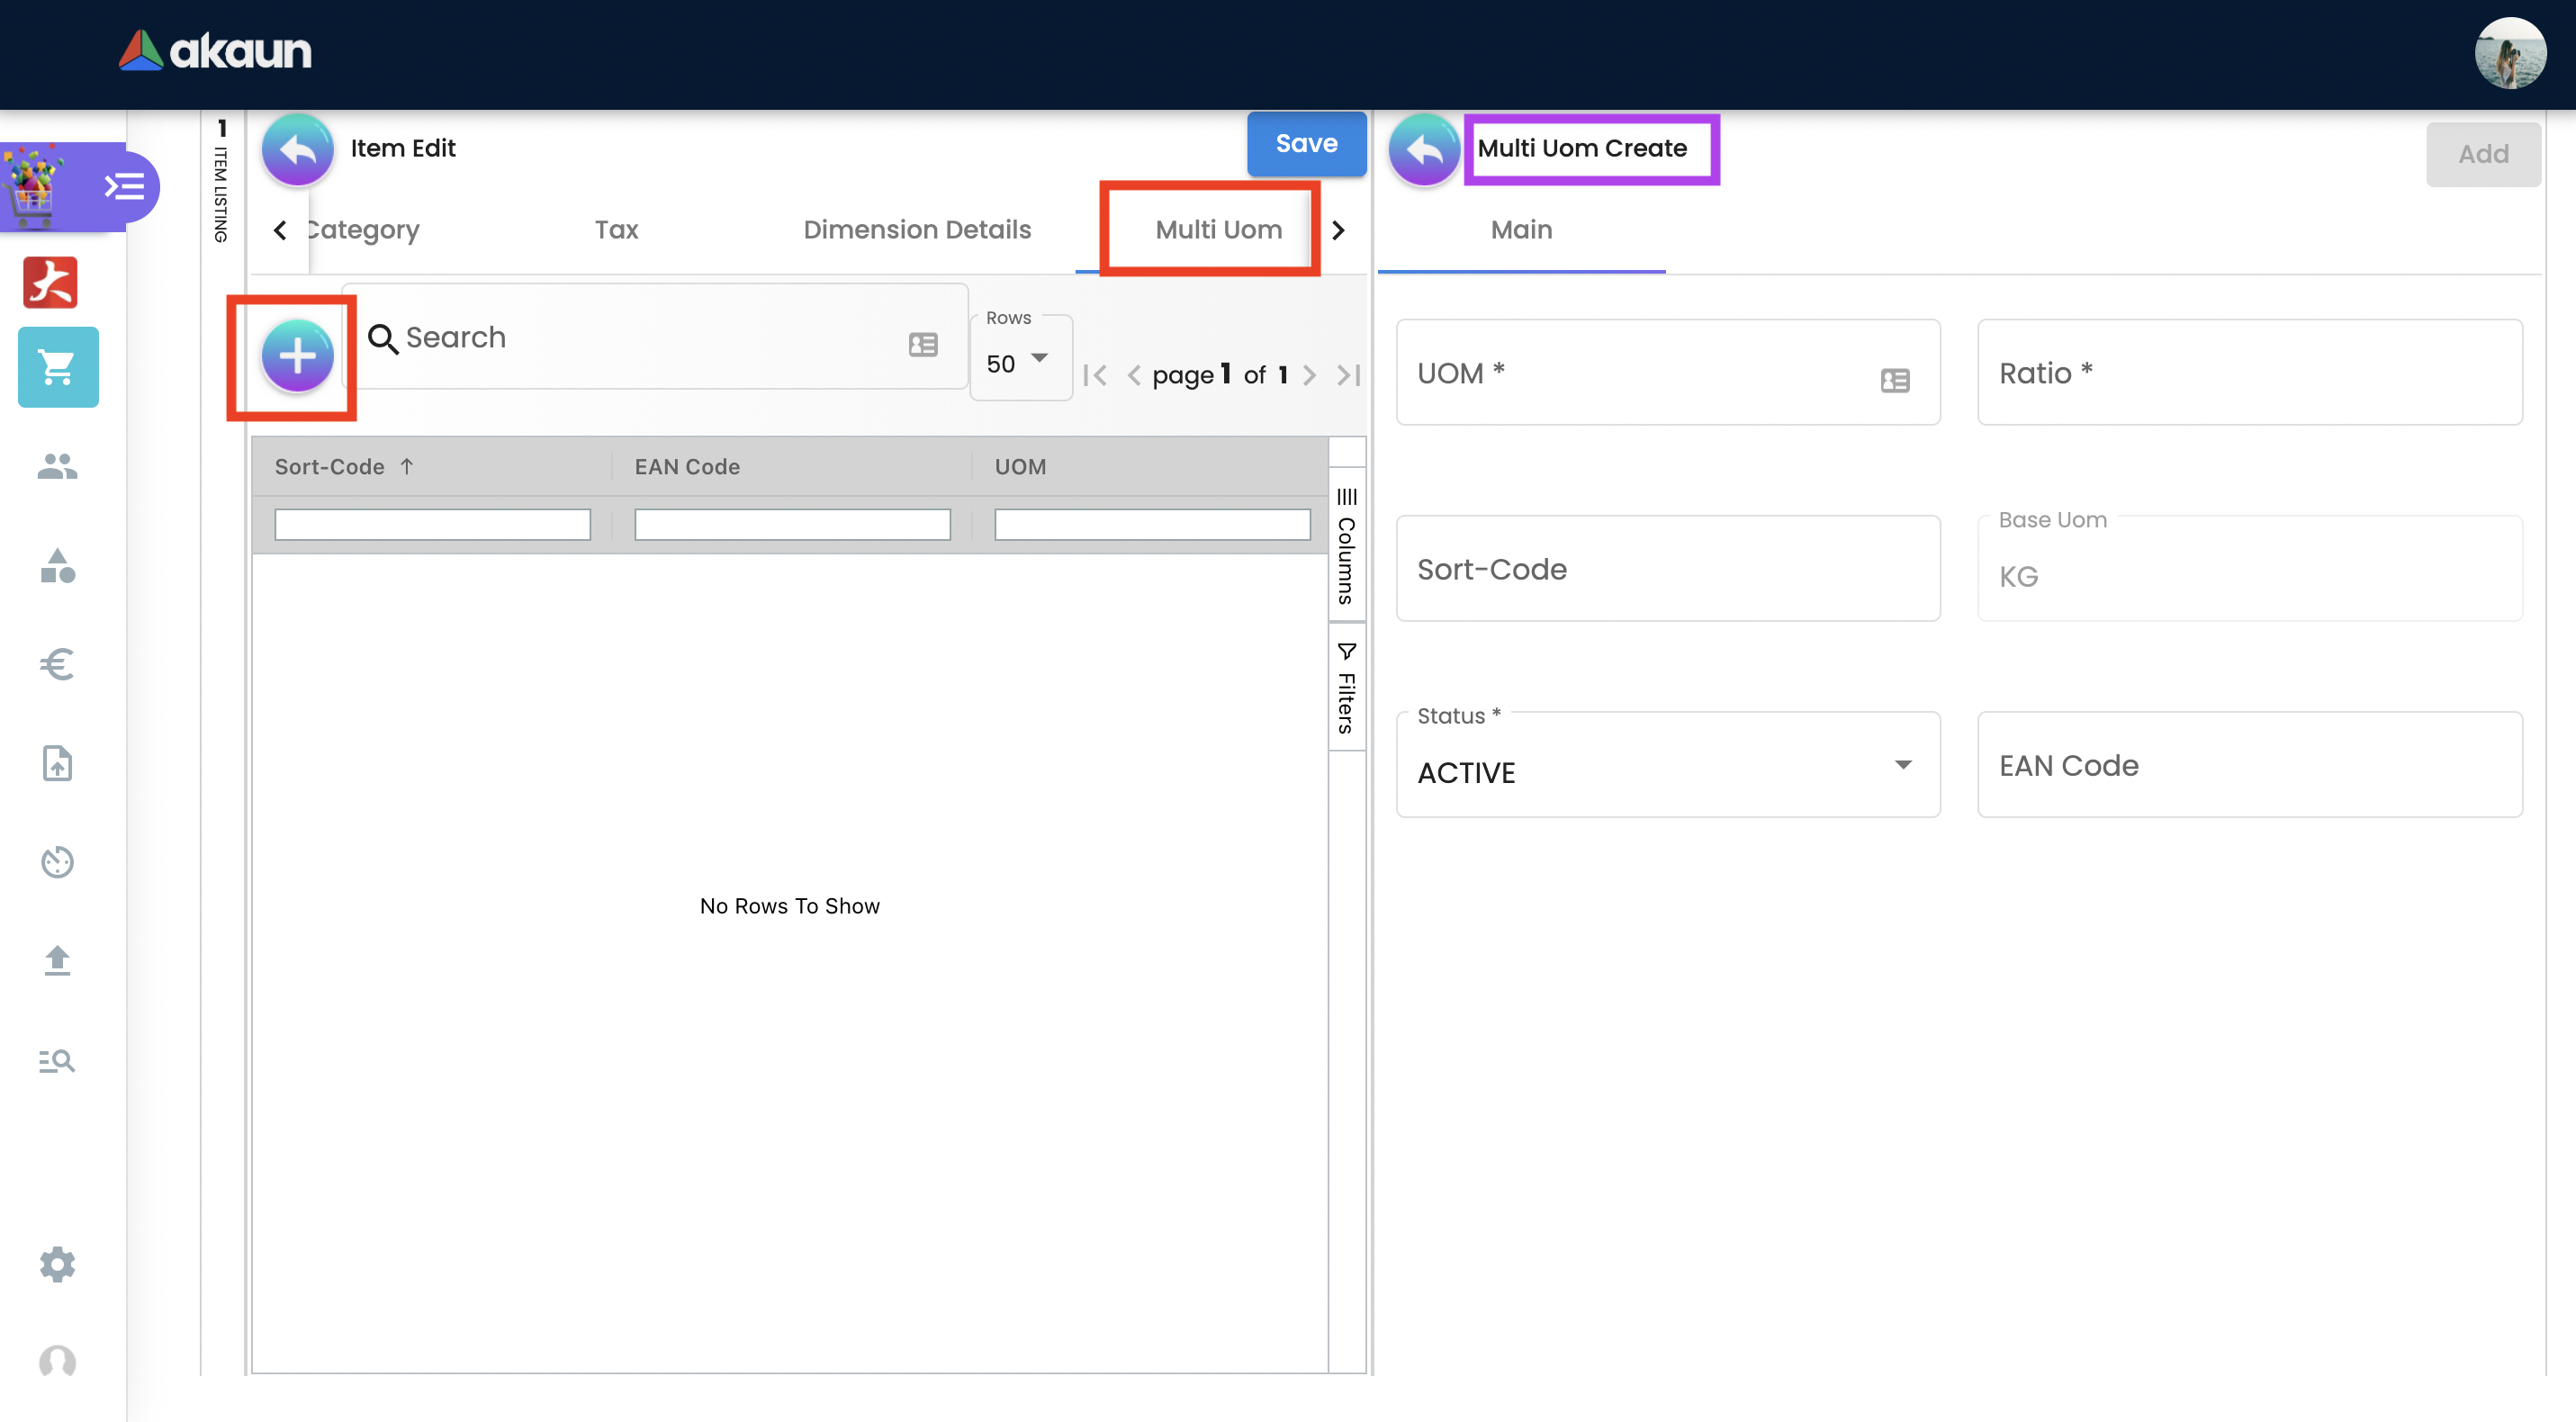 akaun
1 ITEM LISTING
Item Edit
Save
Category
Tax
Dimension Details
Multi Uom
Search
Rows
50
page 1 of 1
Sort-Code
EAN Code
UOM
Columns
Filters
No Rows To Show
Multi Uom Create
Add
Main
UOM *
Ratio *
Sort-Code
Base Uom
KG
Status *
ACTIVE
EAN Code